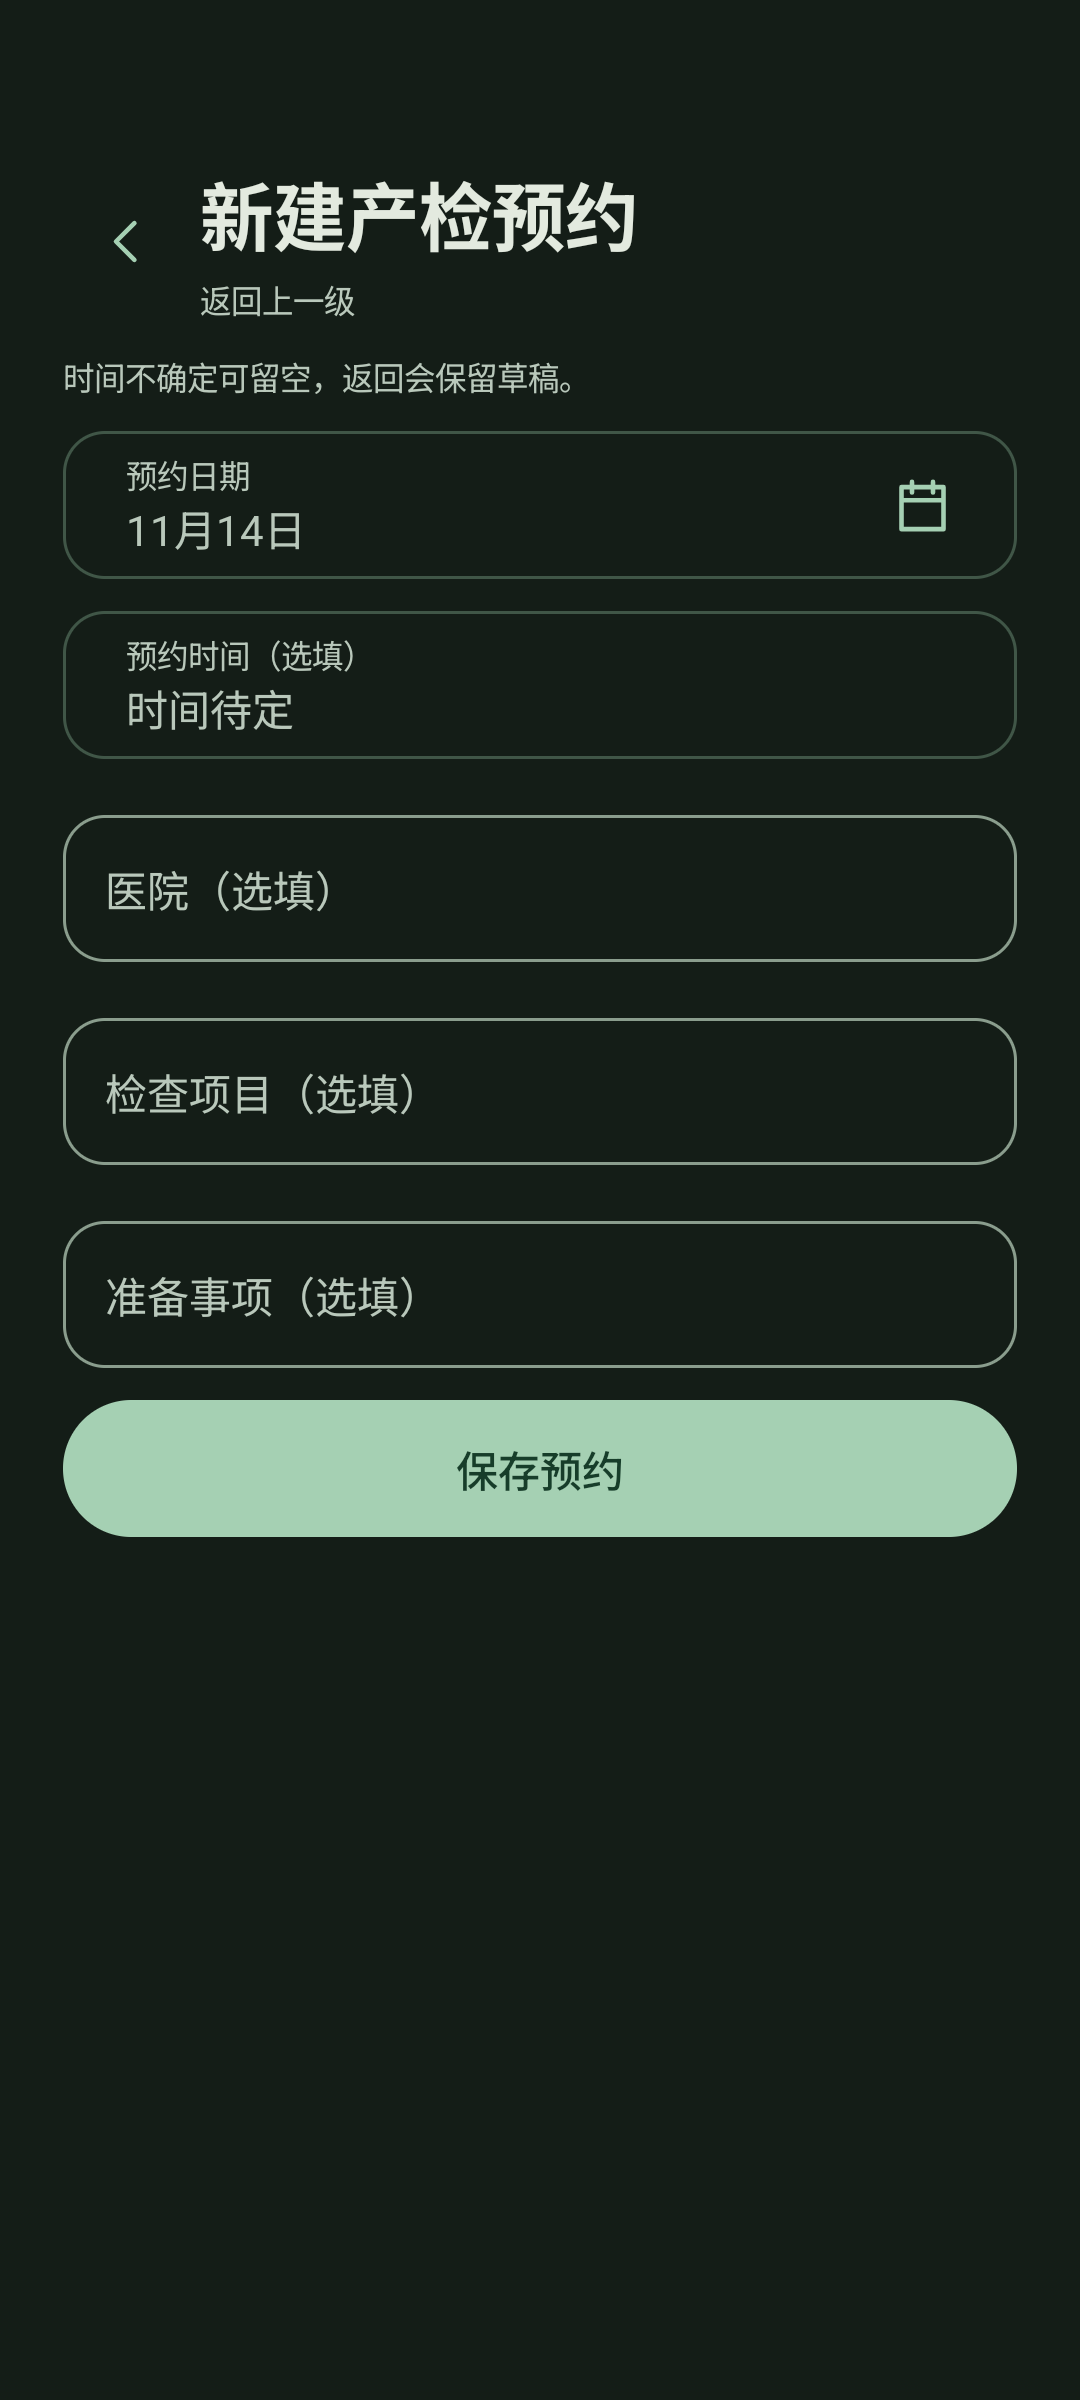 新建产检预约
返回上一级
时间不确定可留空，返回会保留草稿。
预约日期
11月14日
预约时间（选填）
时间待定
医院（选填）
检查项目（选填）
准备事项（选填）
保存预约